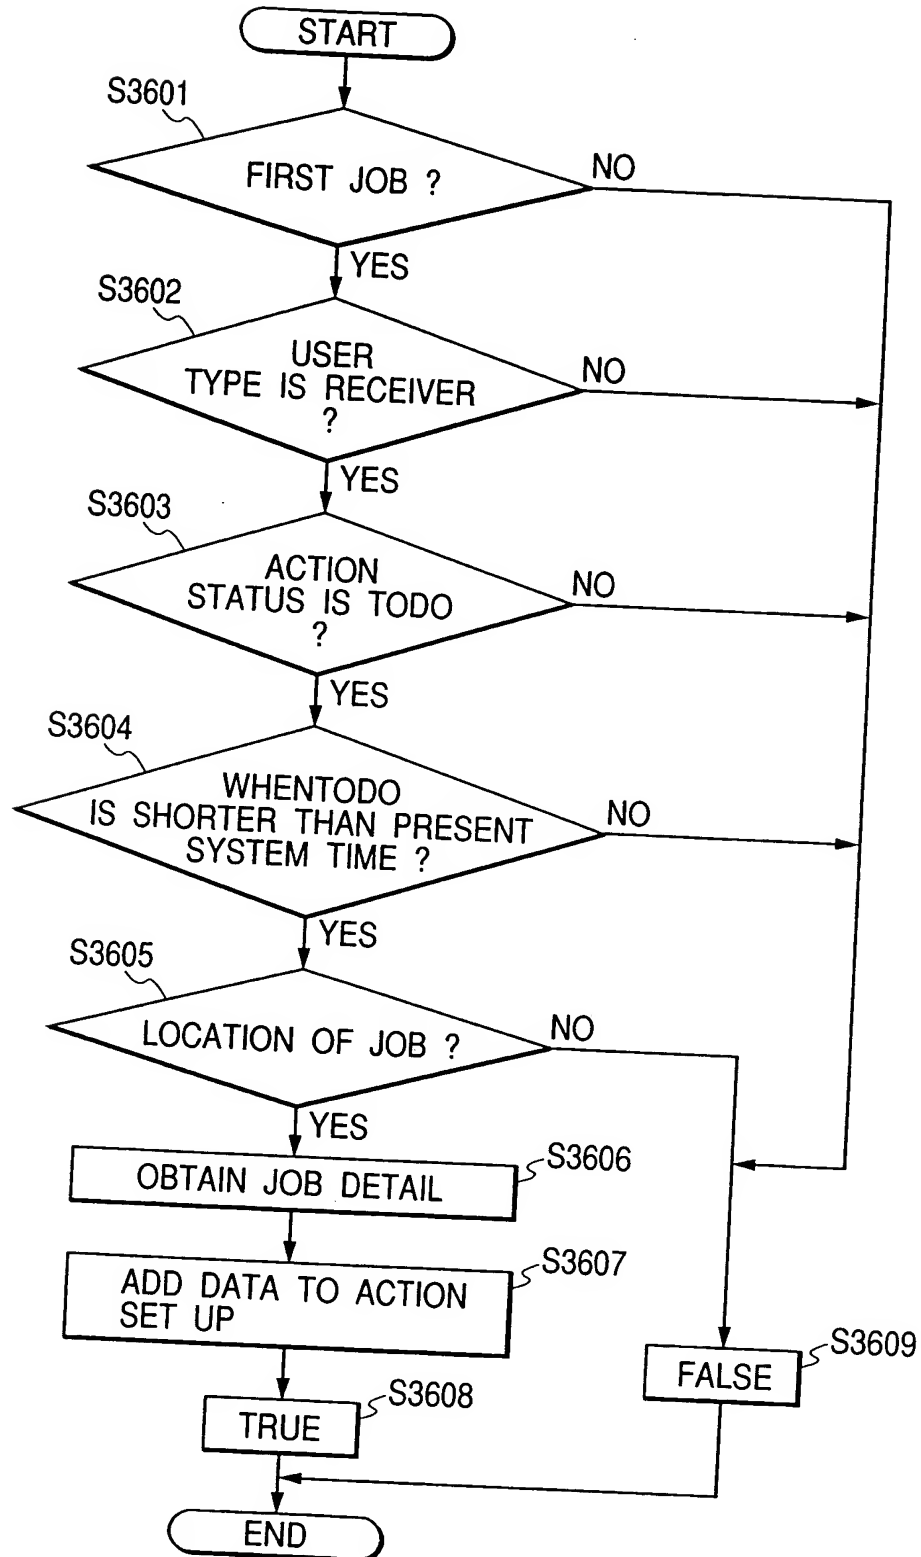 START
S3601
FIRST JOB ?
NO
YES
S3602
USER
TYPE IS RECEIVER
?
NO
YES
S3603
ACTION
STATUS IS TODO
?
NO
YES
S3604
WHENTODO
IS SHORTER THAN PRESENT
SYSTEM TIME ?
NO
YES
S3605
LOCATION OF JOB ?
NO
YES
OBTAIN JOB DETAIL
S3606
ADD DATA TO ACTION
SET UP
S3607
TRUE
S3608
FALSE
S3609
END